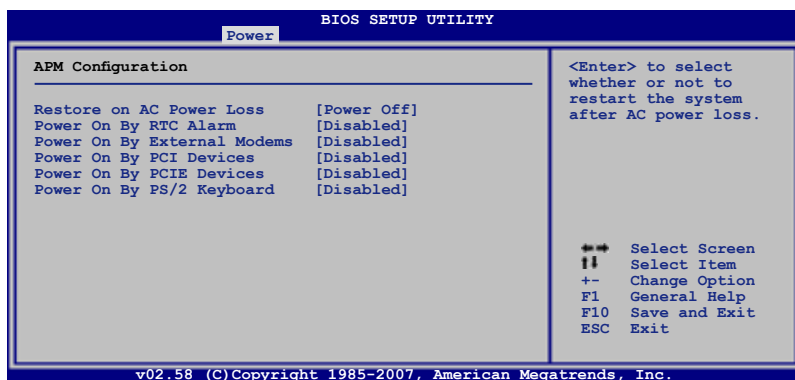 BIOS SETUP UTILITY
Power
APM Configuration
Restore on AC Power Loss [Power Off]
Power On By RTC Alarm [Disabled]
Power On By External Modems [Disabled]
Power On By PCI Devices [Disabled]
Power On By PCIE Devices [Disabled]
Power On By PS/2 Keyboard [Disabled]
<Enter> to select
whether or not to
restart the system
after AC power loss.
←→ Select Screen
↑↓ Select Item
+- Change Option
F1 General Help
F10 Save and Exit
ESC Exit
v02.58 (C)Copyright 1985-2007, American Megatrends, Inc.